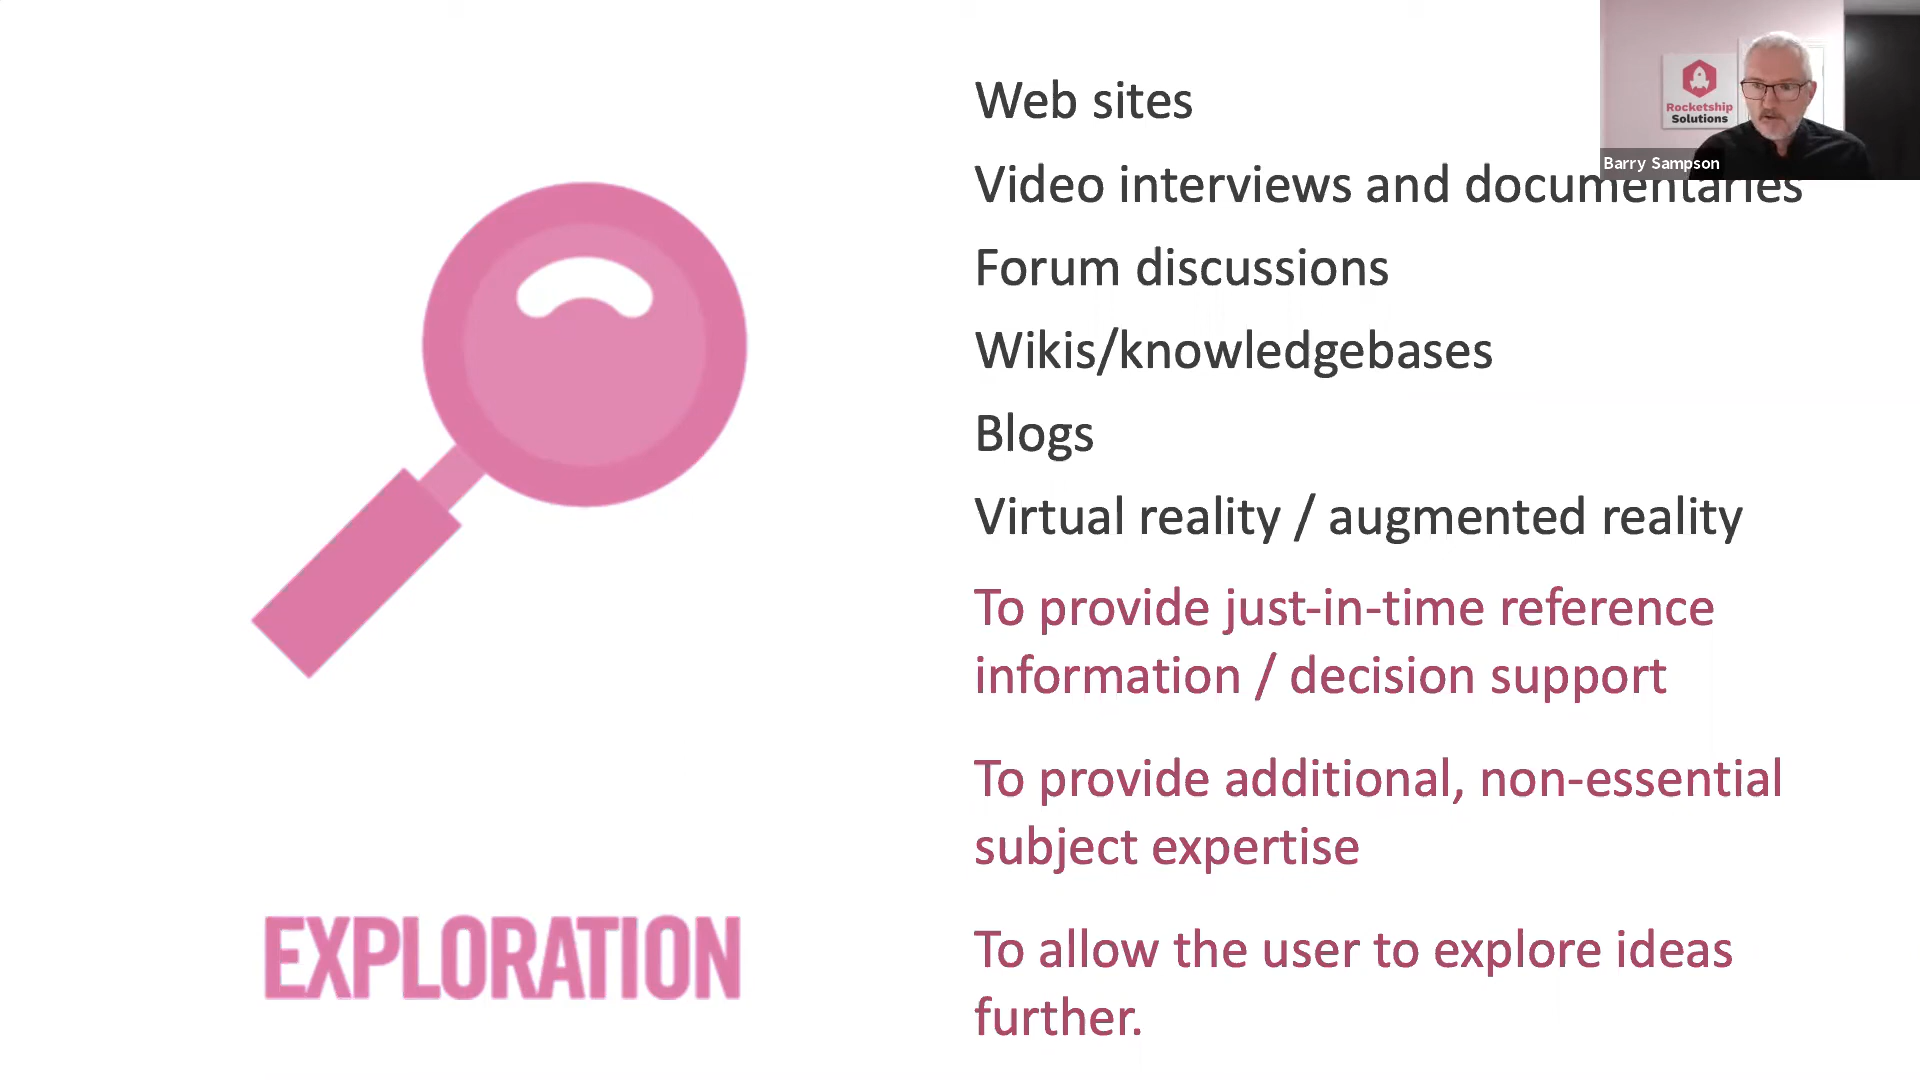 Web sites
Video interviews and documentaries
Forum discussions
Wikis/knowledgebases
Blogs
Virtual reality / augmented reality
To provide just-in-time reference
information / decision support
To provide additional, non-essential
subject expertise
To allow the user to explore ideas
further.
EXPLORATION
Rocketship
Solutions
Barry Sampson